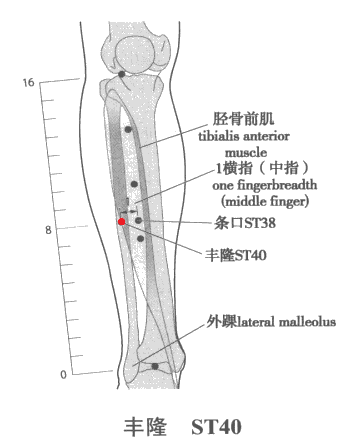 16
胫骨前肌
tibialis anterior
muscle
1横指（中指）
one fingerbreadth
(middle finger)
1
条口ST38
8
丰隆ST40
外踝lateral malleolus
0
丰隆 ST40